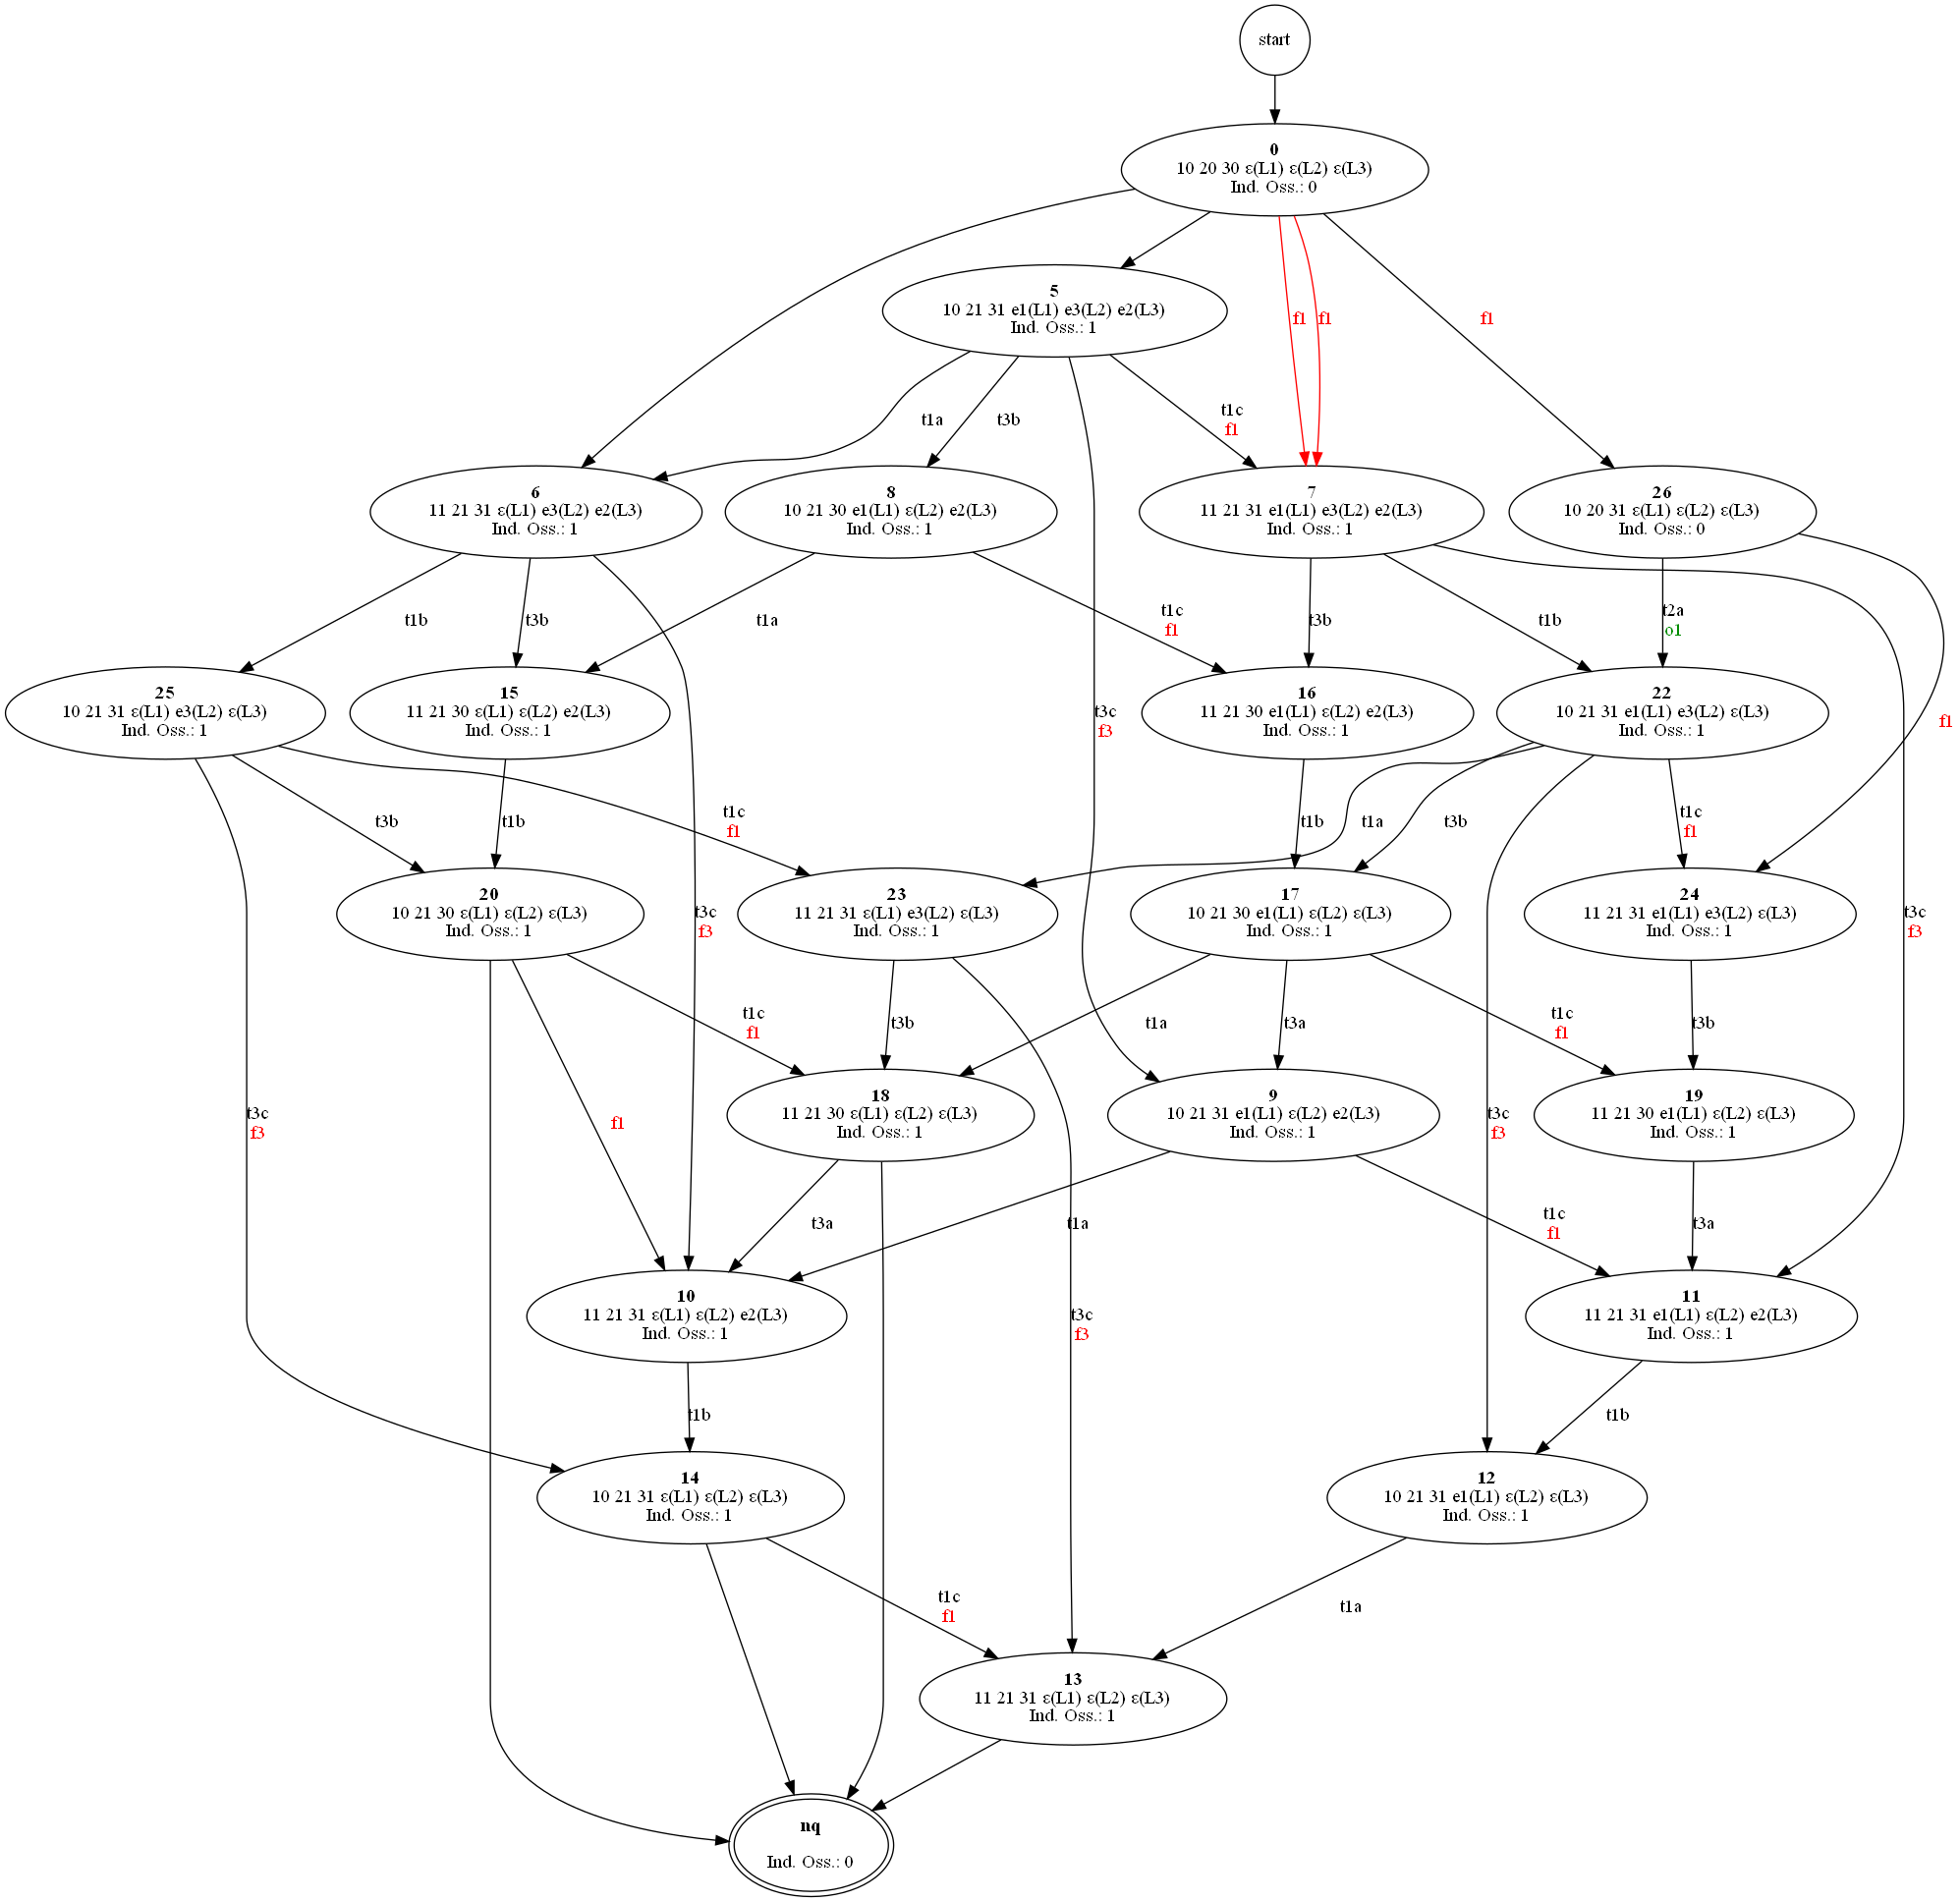 start
0
10 20 30 ε(L1) ε(L2) ε(L3)
Ind. Oss.: 0
5
10 21 31 e1(L1) e3(L2) e2(L3)
Ind. Oss.: 1
f1
f1
f1
t1a
t3b
t1c
f1
6
11 21 31 ε(L1) e3(L2) e2(L3)
Ind. Oss.: 1
8
10 21 30 e1(L1) ε(L2) e2(L3)
Ind. Oss.: 1
7
11 21 31 e1(L1) e3(L2) e2(L3)
Ind. Oss.: 1
26
10 20 31 ε(L1) ε(L2) ε(L3)
Ind. Oss.: 0
t1b
t3b
t1a
t1c
f1
t3b
t1b
t2a
o1
25
10 21 31 ε(L1) e3(L2) ε(L3)
Ind. Oss.: 1
15
11 21 30 ε(L1) ε(L2) e2(L3)
Ind. Oss.: 1
t3c
f3
16
11 21 30 e1(L1) ε(L2) e2(L3)
Ind. Oss.: 1
22
10 21 31 e1(L1) e3(L2) ε(L3)
Ind. Oss.: 1
f1
t3b
t1b
t1c
f1
t1b
t1a
t3b
t1c
f1
20
10 21 30 ε(L1) ε(L2) ε(L3)
Ind. Oss.: 1
t3c
f3
23
11 21 31 ε(L1) e3(L2) ε(L3)
Ind. Oss.: 1
17
10 21 30 e1(L1) ε(L2) ε(L3)
Ind. Oss.: 1
24
11 21 31 e1(L1) e3(L2) ε(L3)
Ind. Oss.: 1
t3c
f3
t1c
f1
t3b
t1a
t3a
t1c
f1
t3b
t3c
f3
f1
18
11 21 30 ε(L1) ε(L2) ε(L3)
Ind. Oss.: 1
9
10 21 31 e1(L1) ε(L2) e2(L3)
Ind. Oss.: 1
t3c
f3
19
11 21 30 e1(L1) ε(L2) ε(L3)
Ind. Oss.: 1
t3a
t1a
t1c
f1
t3a
10
11 21 31 ε(L1) ε(L2) e2(L3)
Ind. Oss.: 1
t3c
f3
11
11 21 31 e1(L1) ε(L2) e2(L3)
Ind. Oss.: 1
t1b
t1b
14
10 21 31 ε(L1) ε(L2) ε(L3)
Ind. Oss.: 1
12
10 21 31 e1(L1) ε(L2) ε(L3)
Ind. Oss.: 1
t1c
f1
t1a
13
11 21 31 ε(L1) ε(L2) ε(L3)
Ind. Oss.: 1
nq
Ind. Oss.: 0